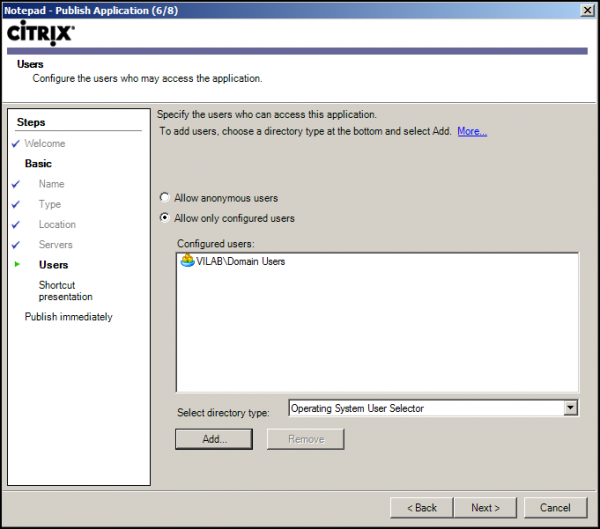 Notepad - Publish Application (6/8)
CİTRIX
Users
Configure the users who may access the application.
Steps
Welcome
Basic
Name
Type
Location
Servers
Users
Shortcut
presentation
Publish immediately
Specify the users who can access this application.
To add users, choose a directory type at the bottom and select Add. More...
Allow anonymous users
Allow only configured users
Configured users:
VILAB\Domain Users
Select directory type:
Operating System User Selector
Add...
Remove
< Back
Next >
Cancel